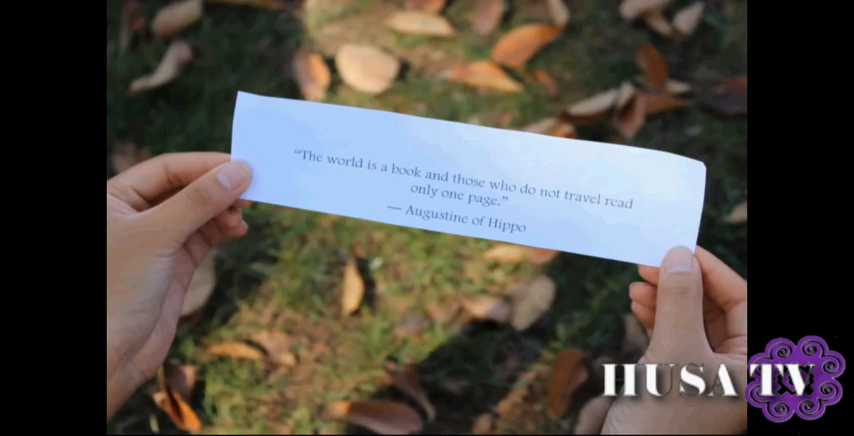 “The world is a book and those who do not travel read
only one page.”
— Augustine of Hippo
HUSA TV